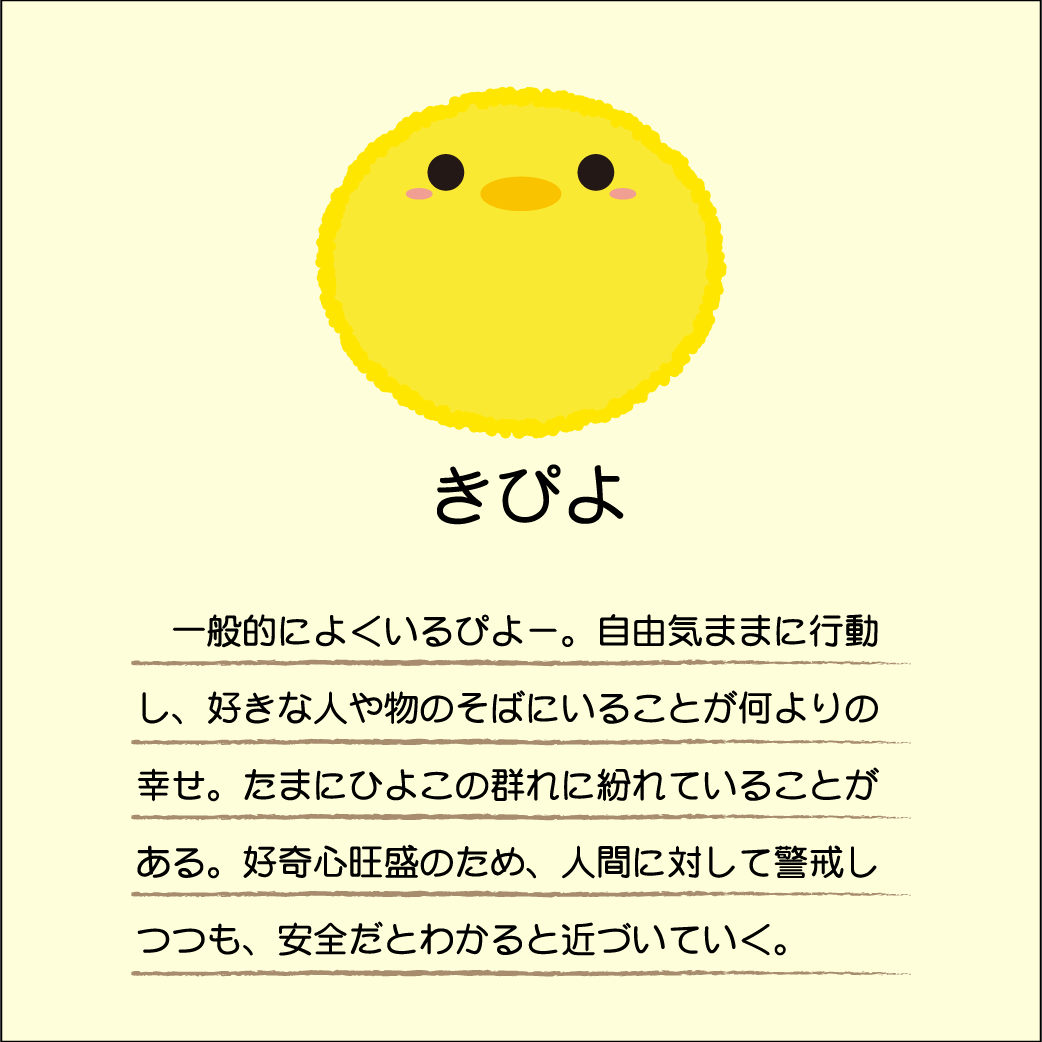 きぴよ
一般的によくいるぴよー。自由気ままに行動
し、好きな人や物のそばにいることが何よりの
幸せ。たまにひよこの群れに紛れていることが
ある。好奇心旺盛のため、人間に対して警戒し
つつも、安全だとわかると近づいていく。